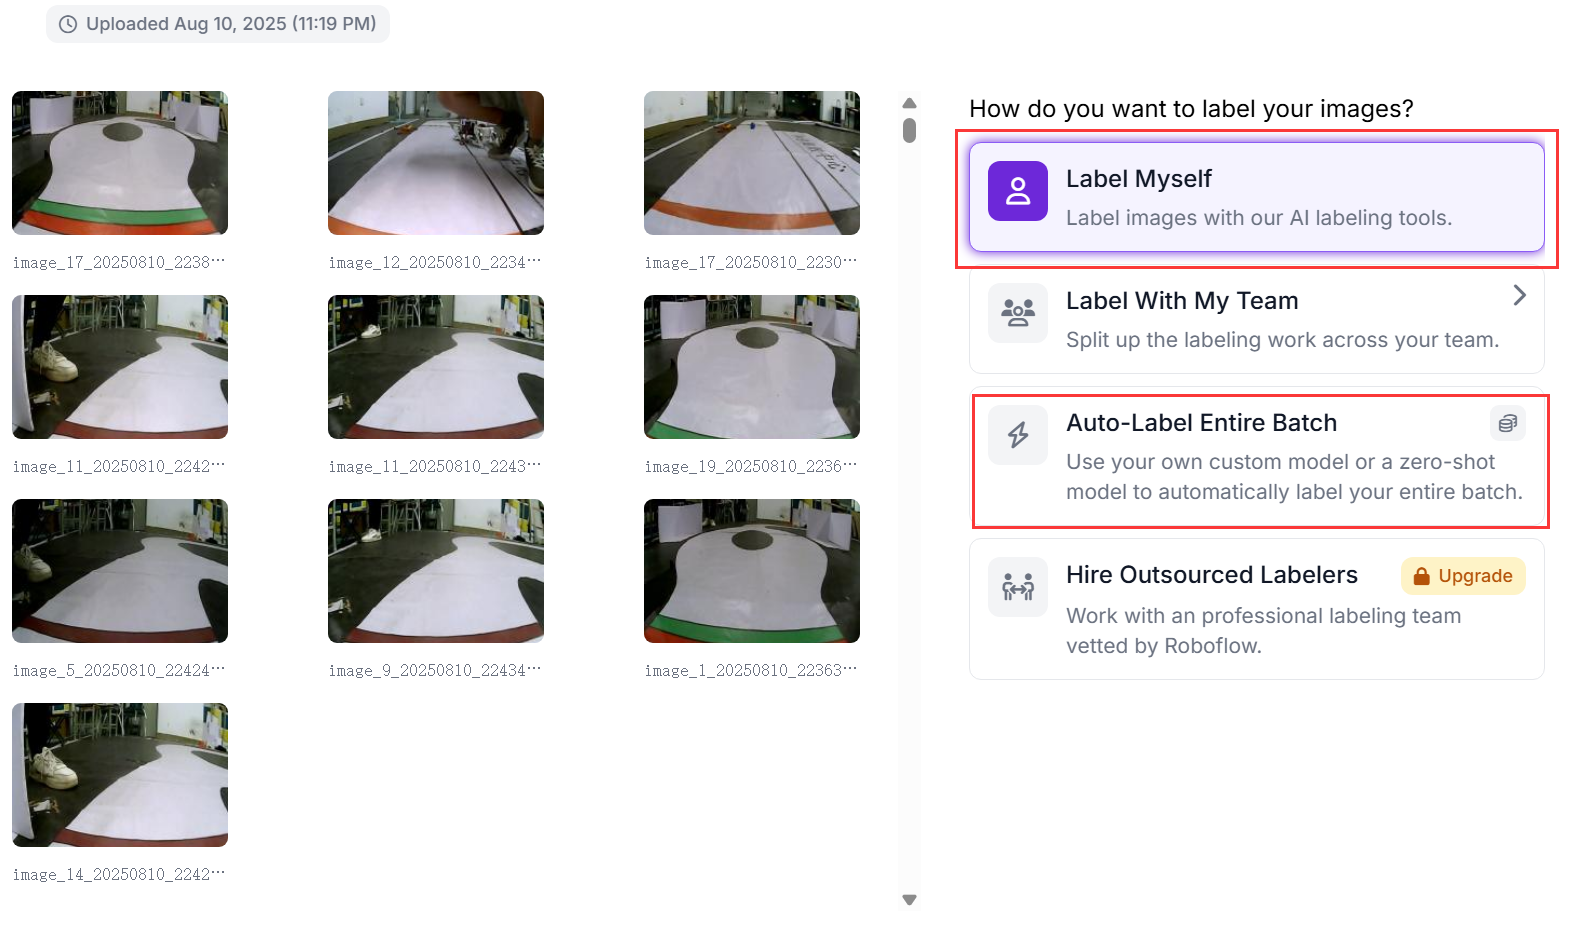 Uploaded Aug 10, 2025 (11:19 PM)
image_17_20250810_2238···
image_12_20250810_2234···
image_17_20250810_2230···
image_11_20250810_2242···
image_11_20250810_2243···
image_19_20250810_2236···
image_5_20250810_22424···
image_9_20250810_22434···
image_1_20250810_22363···
image_14_20250810_2242···
How do you want to label your images?
Label Myself
Label images with our AI labeling tools.
Label With My Team
Split up the labeling work across your team.
Auto-Label Entire Batch
Use your own custom model or a zero-shot
model to automatically label your entire batch.
Hire Outsourced Labelers
Upgrade
Work with an professional labeling team
vetted by Roboflow.